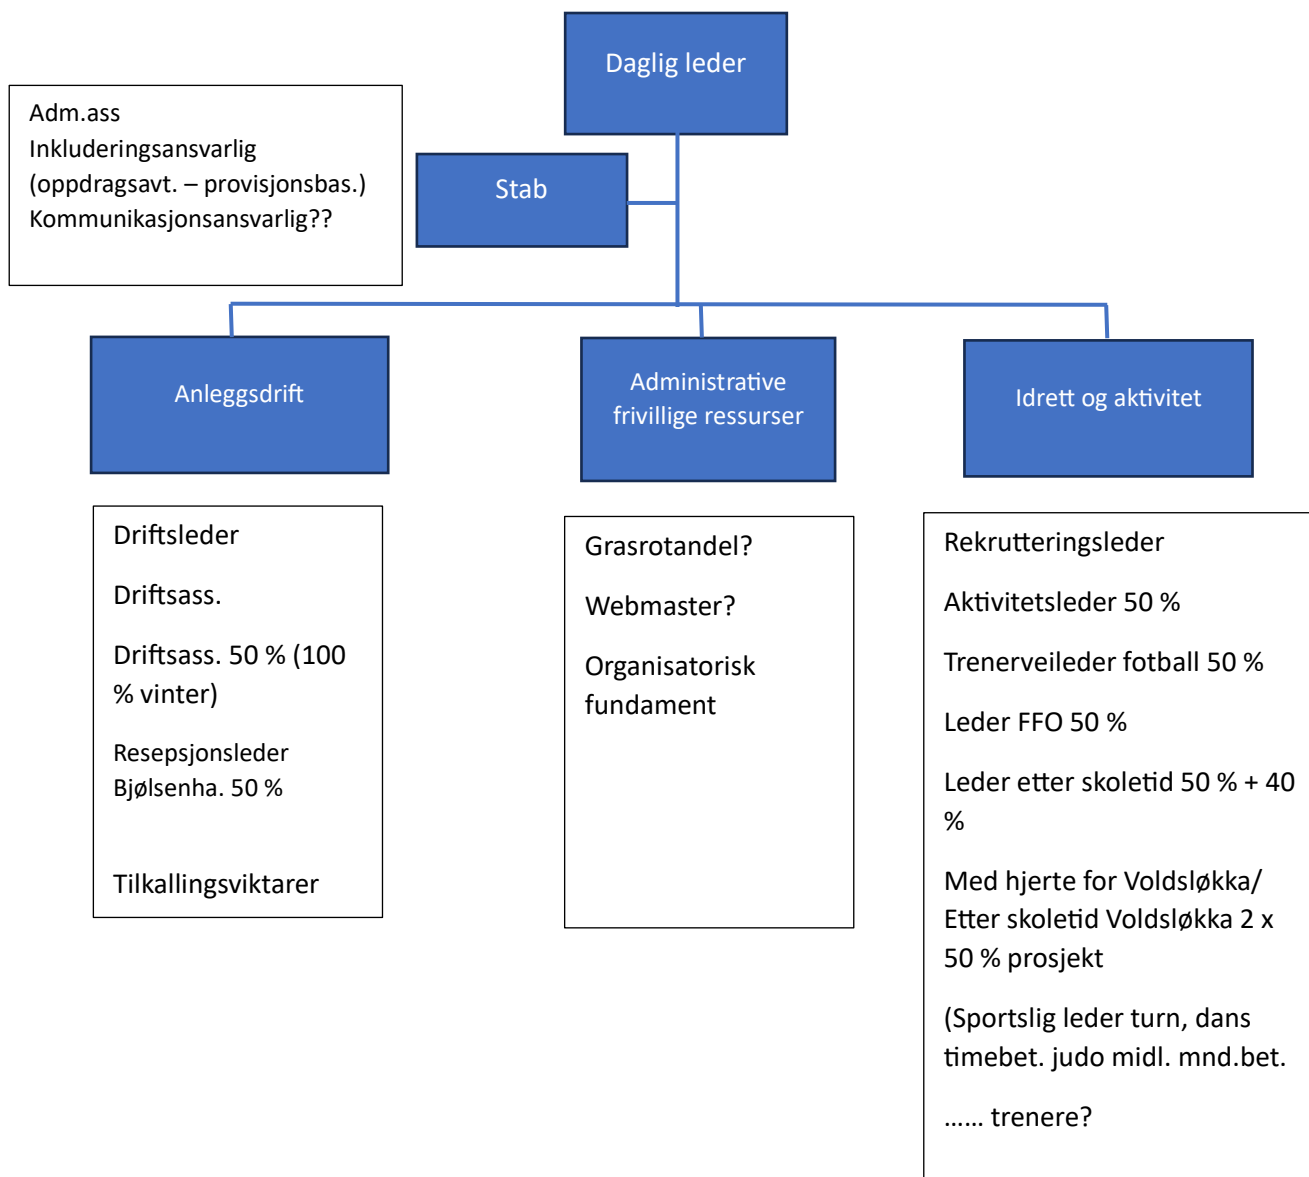 Daglig leder
Adm.ass
Inkluderingsansvarlig
(oppdragsavt. – provisjonsbas.)
Kommunikasjonsansvarlig??
Stab
Anleggsdrift
Administrative
frivillige ressurser
Idrett og aktivitet
Driftsleder
Driftsass.
Driftsass. 50 % (100
% vinter)
Resepsjonsleder
Bjølsenha. 50 %
Tilkallingsviktarer
Grasrotandel?
Webmaster?
Organisatorisk
fundament
Rekrutteringsleder
Aktivitetsleder 50 %
Trenerveileder fotball 50 %
Leder FFO 50 %
Leder etter skoletid 50 % + 40
%
Med hjerte for Voldsløkka/
Etter skoletid Voldsløkka 2 x
50 % prosjekt
(Sportslig leder turn, dans
timebet. judo midl. mnd.bet.
…… trenere?